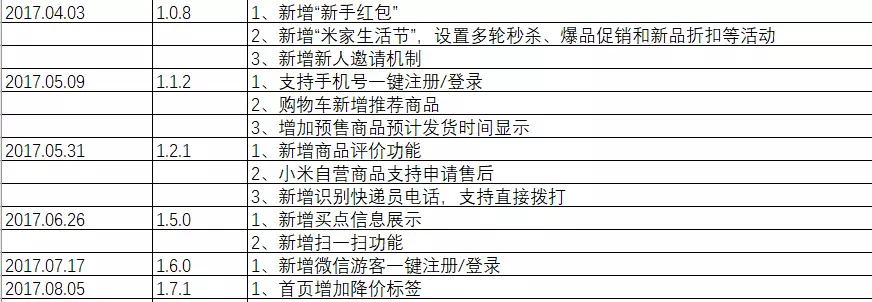 2017.04.03 1.0.8 1、新增“新手红包”
2、新增“米家生活节”，设置多轮秒杀、爆品促销和新品折扣等活动
3、新增新人邀请机制
2017.05.09 1.1.2 1、支持手机号一键注册/登录
2、购物车新增推荐商品
3、增加预售商品预计发货时间显示
2017.05.31 1.2.1 1、新增商品评价功能
2、小米自营商品支持申请售后
3、新增识别快递员电话，支持直接拨打
2017.06.26 1.5.0 1、新增买点信息展示
2、新增扫一扫功能
2017.07.17 1.6.0 1、新增微信游客一键注册/登录
2017.08.05 1.7.1 1、首页增加降价标签